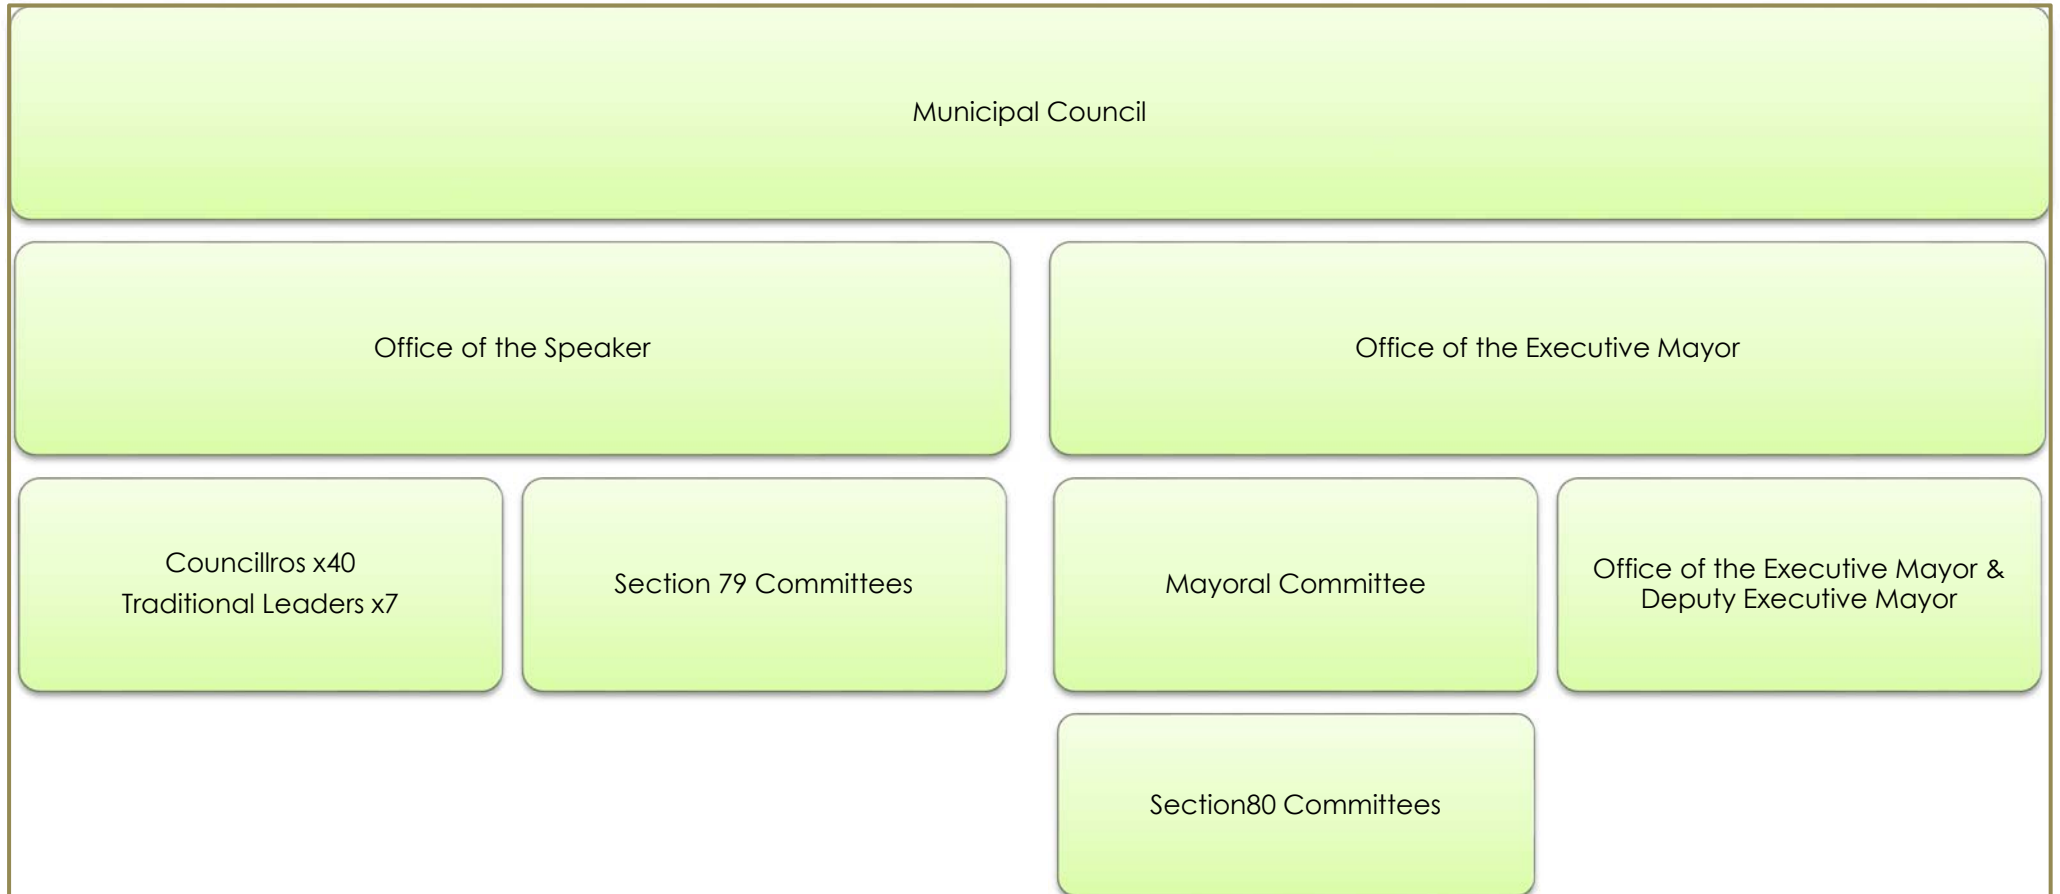 Municipal Council
Office of the Speaker
Office of the Executive Mayor
Councillros x40
Traditional Leaders x7
Section 79 Committees
Mayoral Committee
Office of the Executive Mayor &
Deputy Executive Mayor
Section80 Committees